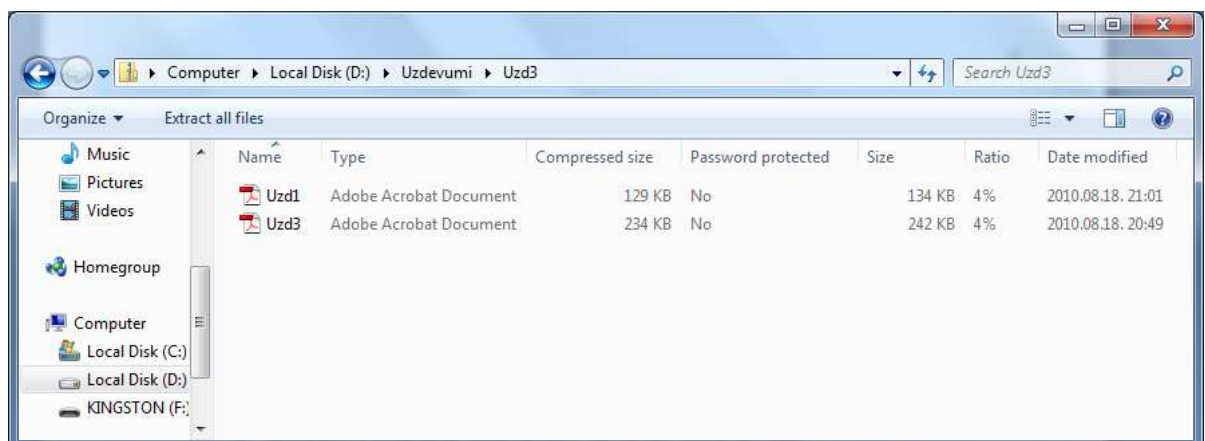 Computer ▸ Local Disk (D:) ▸ Uzdevumi ▸ Uzd3
Search Uzd3
Organize ▾ Extract all files
Music
Pictures
Videos
Homegroup
Computer
Local Disk (C:)
Local Disk (D:)
KINGSTON (F:
Name Type Compressed size Password protected Size Ratio Date modified
Uzd1 Adobe Acrobat Document 129 KB No 134 KB 4% 2010.08.18. 21:01
Uzd3 Adobe Acrobat Document 234 KB No 242 KB 4% 2010.08.18. 20:49